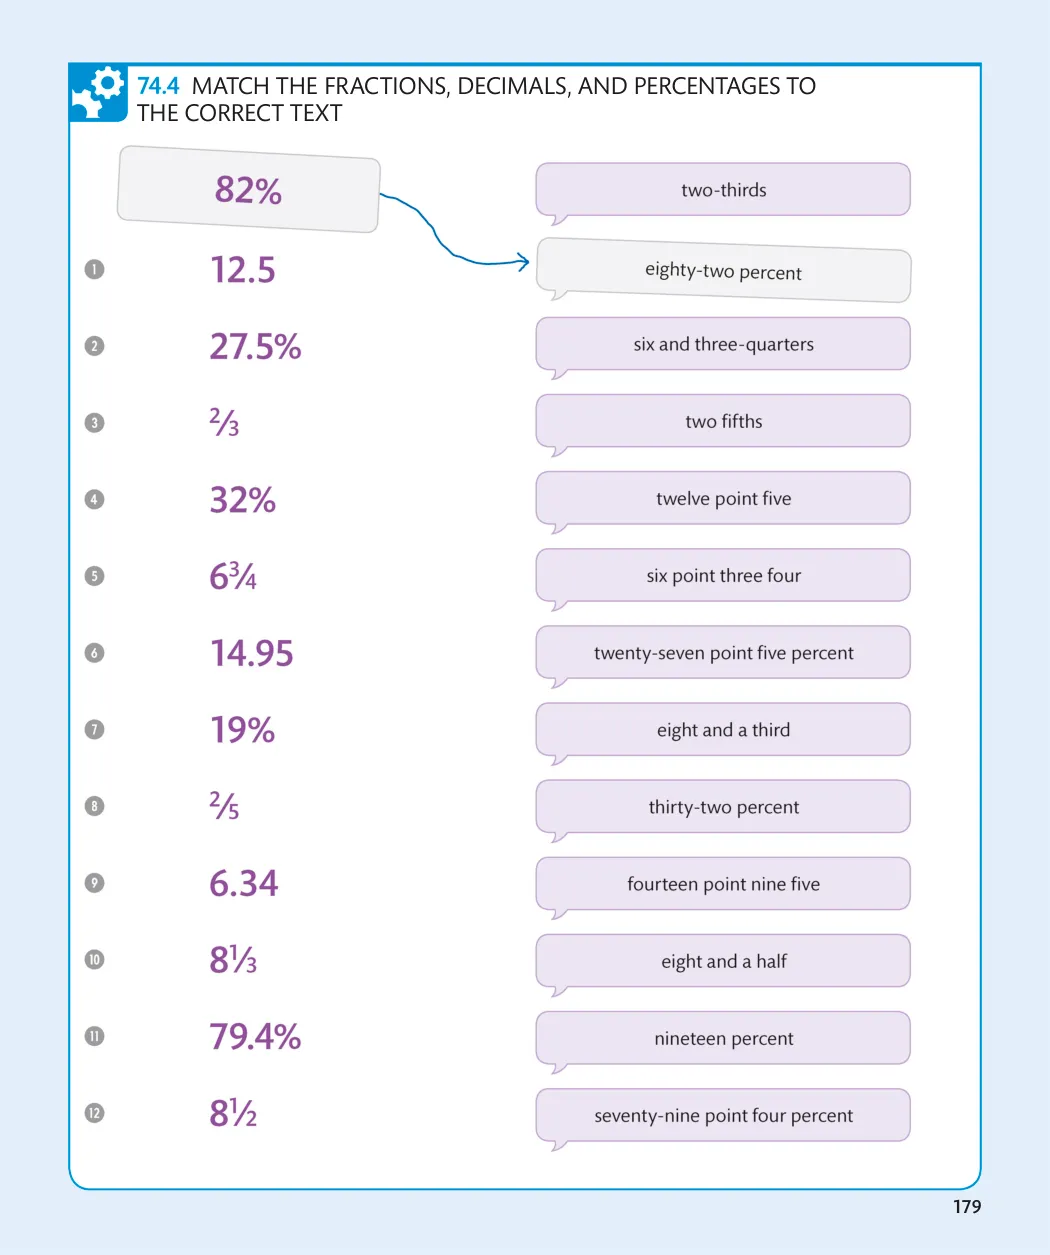 74.4 MATCH THE FRACTIONS, DECIMALS, AND PERCENTAGES TO
THE CORRECT TEXT
82%
two-thirds
1 12.5
eighty-two percent
2 27.5%
six and three-quarters
3 ⅔
two fifths
4 32%
twelve point five
5 6¾
six point three four
6 14.95
twenty-seven point five percent
7 19%
eight and a third
8 ⅖
thirty-two percent
9 6.34
fourteen point nine five
10 8⅓
eight and a half
11 79.4%
nineteen percent
12 8½
seventy-nine point four percent
179